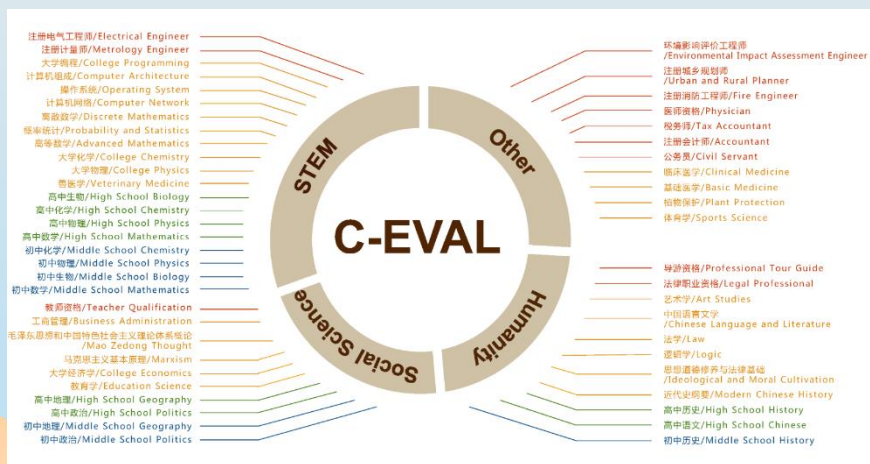 注册电气工程师/Electrical Engineer
注册计量师/Metrology Engineer
大学编程/College Programming
计算机组成/Computer Architecture
操作系统/Operating System
计算机网络/Computer Network
离散数学/Discrete Mathematics
概率统计/Probability and Statistics
高等数学/Advanced Mathematics
大学化学/College Chemistry
大学物理/College Physics
兽医学/Veterinary Medicine
高中生物/High School Biology
高中化学/High School Chemistry
高中物理/High School Physics
高中数学/High School Mathematics
初中化学/Middle School Chemistry
初中物理/Middle School Physics
初中生物/Middle School Biology
初中数学/Middle School Mathematics
教师资格/Teacher Qualification
工商管理/Business Administration
毛泽东思想和中国特色社会主义理论体系概论
/Mao Zedong Thought
马克思主义基本原理/Marxism
大学经济学/College Economics
教育学/Education Science
高中地理/High School Geography
高中政治/High School Politics
初中地理/Middle School Geography
初中政治/Middle School Politics
STEM
Other
C-EVAL
Social Science
Humanity
环境影响评价工程师
/Environmental Impact Assessment Engineer
注册城乡规划师
/Urban and Rural Planner
注册消防工程师/Fire Engineer
医师资格/Physician
税务师/Tax Accountant
注册会计师/Accountant
公务员/Civil Servant
临床医学/Clinical Medicine
基础医学/Basic Medicine
植物保护/Plant Protection
体育学/Sports Science
导游资格/Professional Tour Guide
法律职业资格/Legal Professional
艺术学/Art Studies
中国语言文学
/Chinese Language and Literature
法学/Law
逻辑学/Logic
思想道德修养与法律基础
/Ideological and Moral Cultivation
近代史纲要/Modern Chinese History
高中历史/High School History
高中语文/High School Chinese
初中历史/Middle School History